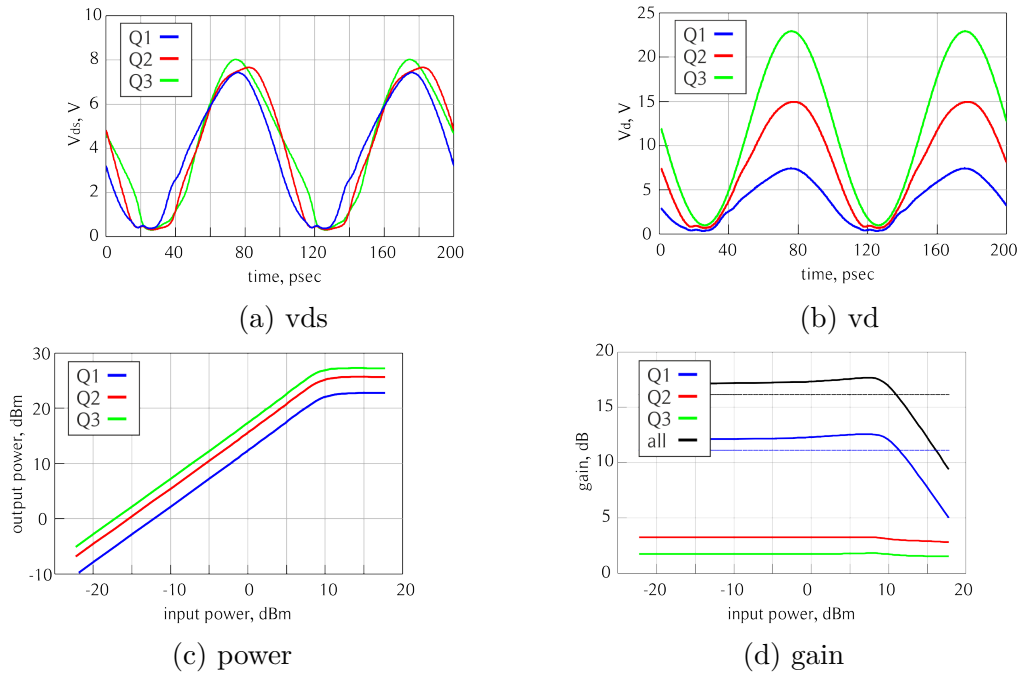 10
8
6
4
2
0
Vds, V
Q1
Q2
Q3
0 40 80 120 160 200
time, psec
(a) vds
25
20
15
10
5
0
Vd, V
Q1
Q2
Q3
0 40 80 120 160 200
time, psec
(b) vd
30
20
10
0
-10
output power, dBm
Q1
Q2
Q3
-20 -10 0 10 20
input power, dBm
(c) power
20
15
10
5
0
gain, dB
Q1
Q2
Q3
all
-20 -10 0 10 20
input power, dBm
(d) gain